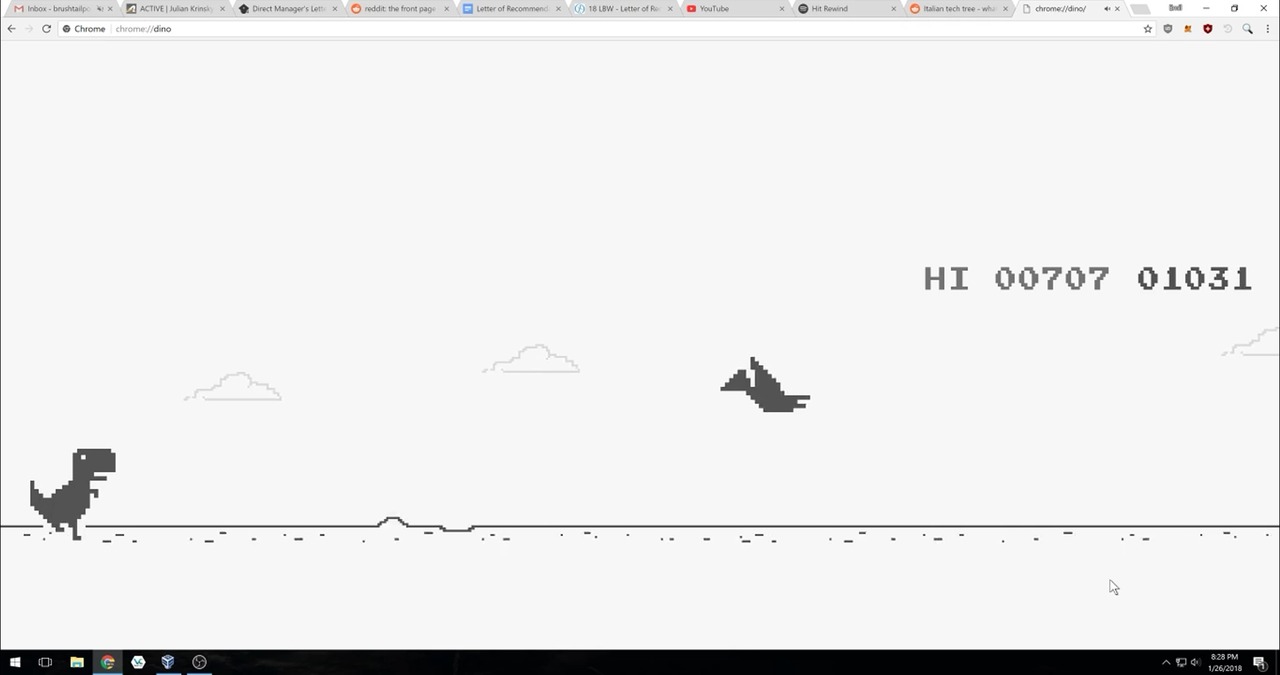 Inbox - brushtailpo
ACTIVE | Julian Krinsky
Direct Manager's Lett
reddit: the front page
Letter of Recommend
18 LBW - Letter of Re
YouTube
Hit Rewind
Italian tech tree - wha
chrome://dino/
Chrome
chrome://dino
HI 00707 01031
8:28 PM
1/26/2018